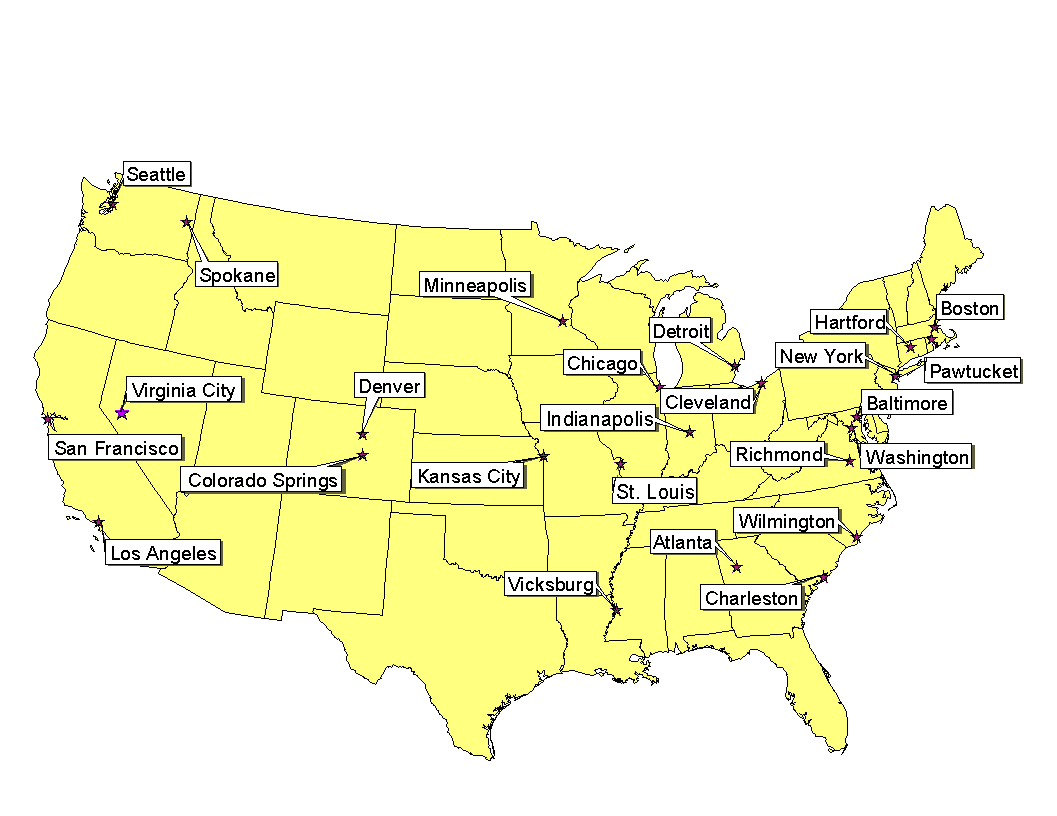 Seattle
Spokane
Minneapolis
Boston
Hartford
Detroit
New York
Chicago
Pawtucket
Denver
Virginia City
Cleveland
Baltimore
Indianapolis
San Francisco
Richmond
Washington
Colorado Springs
Kansas City
St. Louis
Wilmington
Atlanta
Los Angeles
Vicksburg
Charleston